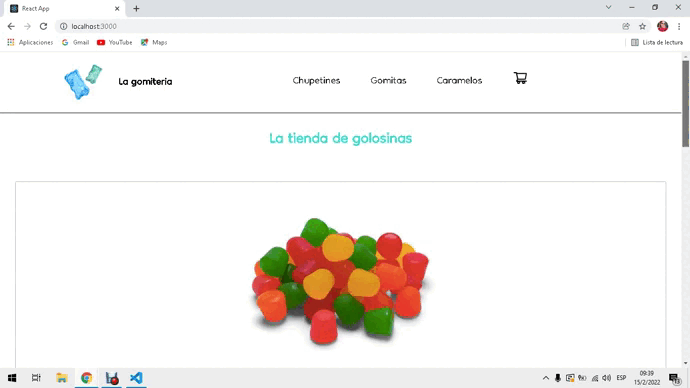 React App
localhost:3000
Aplicaciones Gmail YouTube Maps Lista de lectura
La gomiteria Chupetines Gomitas Caramelos
La tienda de golosinas
ESP
09:39
15/2/2022